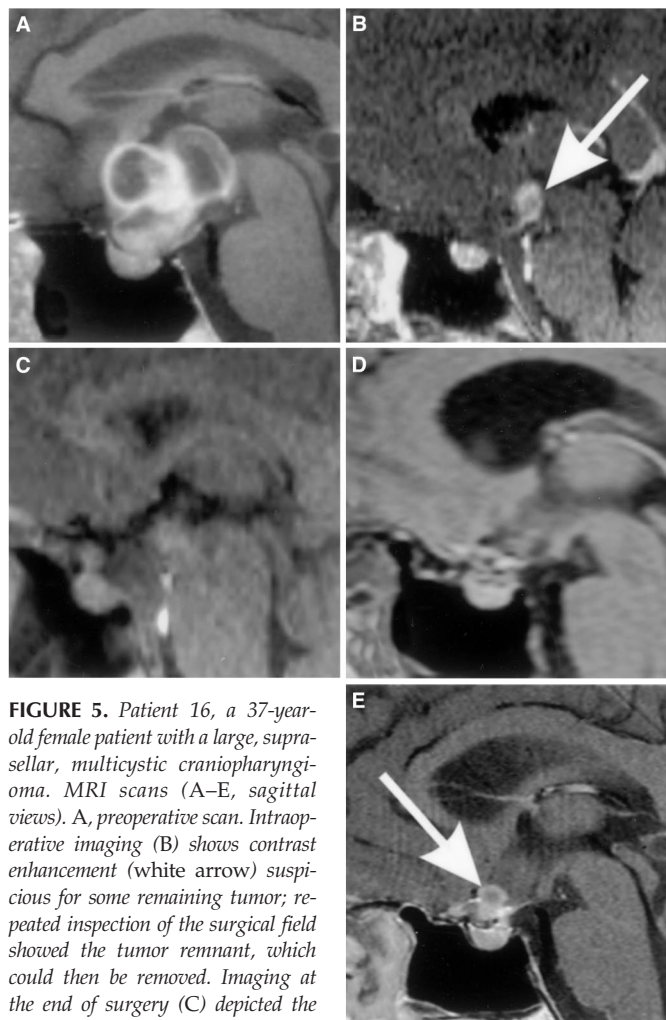 A
B
C
D
FIGURE 5. Patient 16, a 37-year-
old female patient with a large, supra-
sellar, multicystic craniopharyngi-
oma. MRI scans (A–E, sagittal
views). A, preoperative scan. Intraop-
erative imaging (B) shows contrast
enhancement (white arrow) suspi-
cious for some remaining tumor; re-
peated inspection of the surgical field
showed the tumor remnant, which
could then be removed. Imaging at
the end of surgery (C) depicted the
E